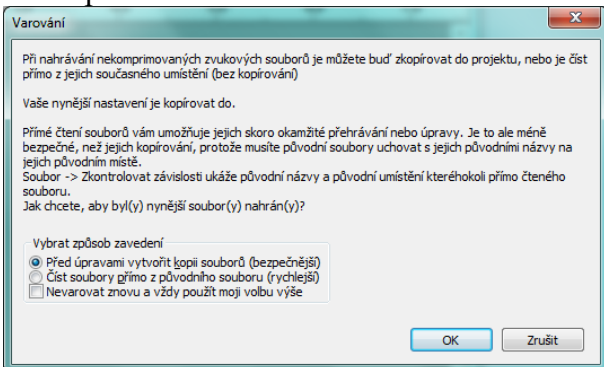 Varování
Při nahrávání nekomprimovaných zvukových souborů je můžete buď zkopírovat do projektu, nebo je číst
přímo z jejich současného umístění (bez kopírování)
Vaše nynější nastavení je kopírovat do.
Přímé čtení souborů vám umožňuje jejich skoro okamžité přehrávání nebo úpravy. Je to ale méně
bezpečné, než jejich kopírování, protože musíte původní soubory uchovat s jejich původními názvy na
jejich původním místě.
Soubor -> Zkontrolovat závislosti ukáže původní názvy a původní umístění kteréhokoli přímo čteného
souboru.
Jak chcete, aby byl(y) nynější soubor(y) nahrán(y)?
Vybrat způsob zavedení
Před úpravami vytvořit kopii souborů (bezpečnější)
Číst soubory přímo z původního souboru (rychlejší)
Nevarovat znovu a vždy použít moji volbu výše
OK Zrušit